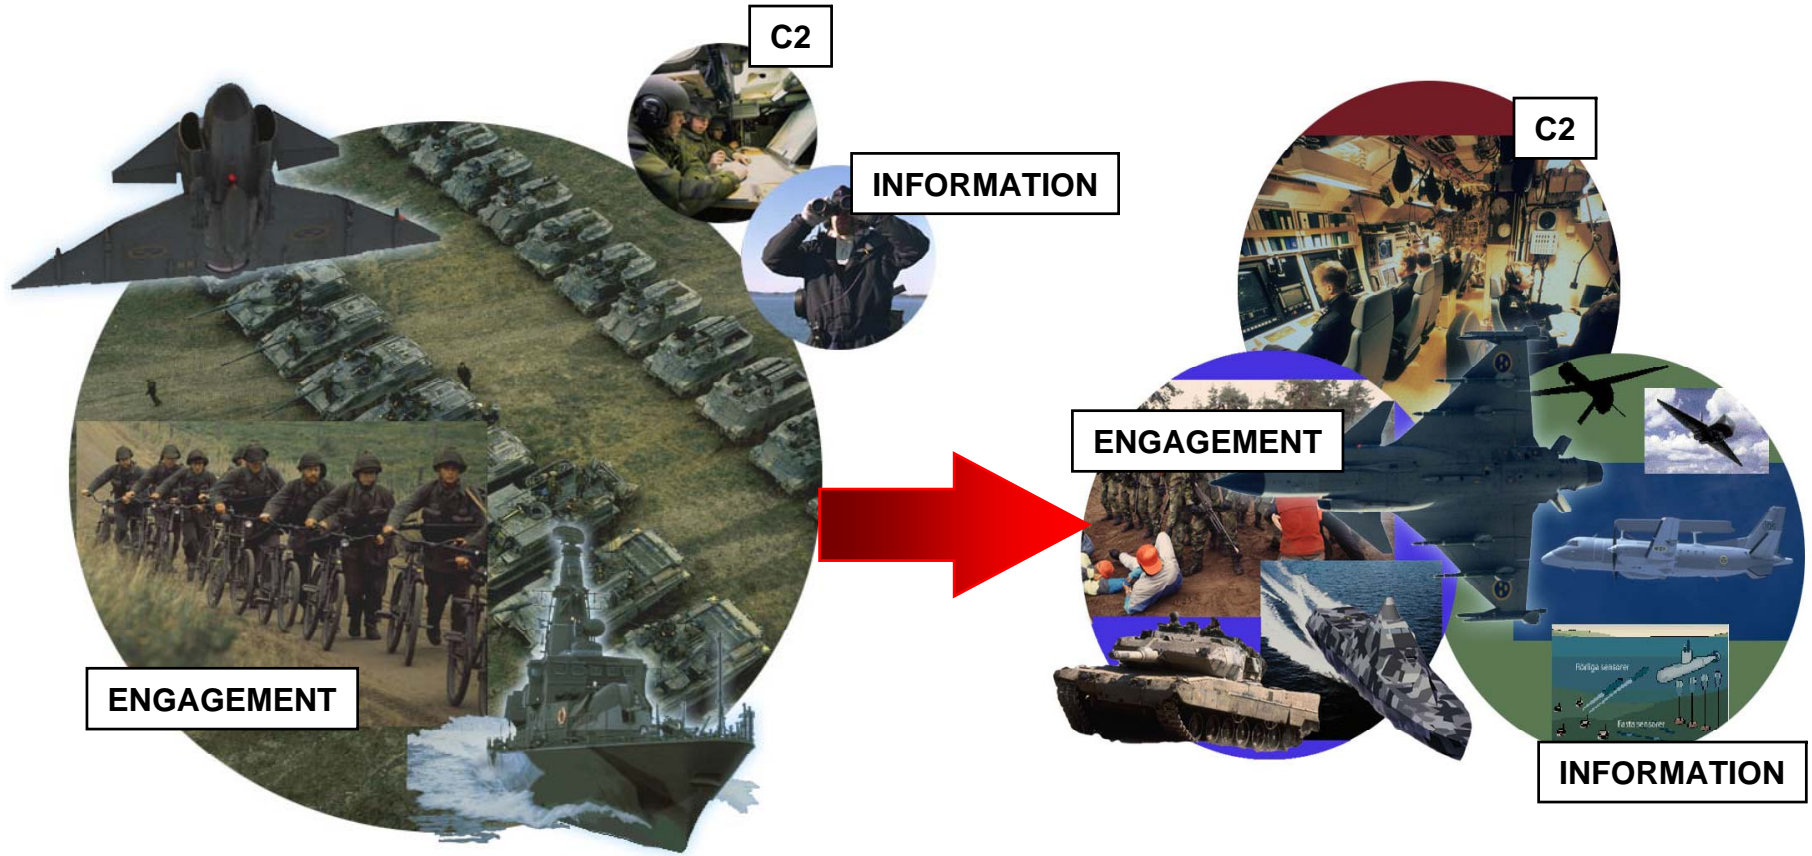 C2
INFORMATION
ENGAGEMENT
C2
ENGAGEMENT
Rörliga sensorer
Fasta sensorer
INFORMATION